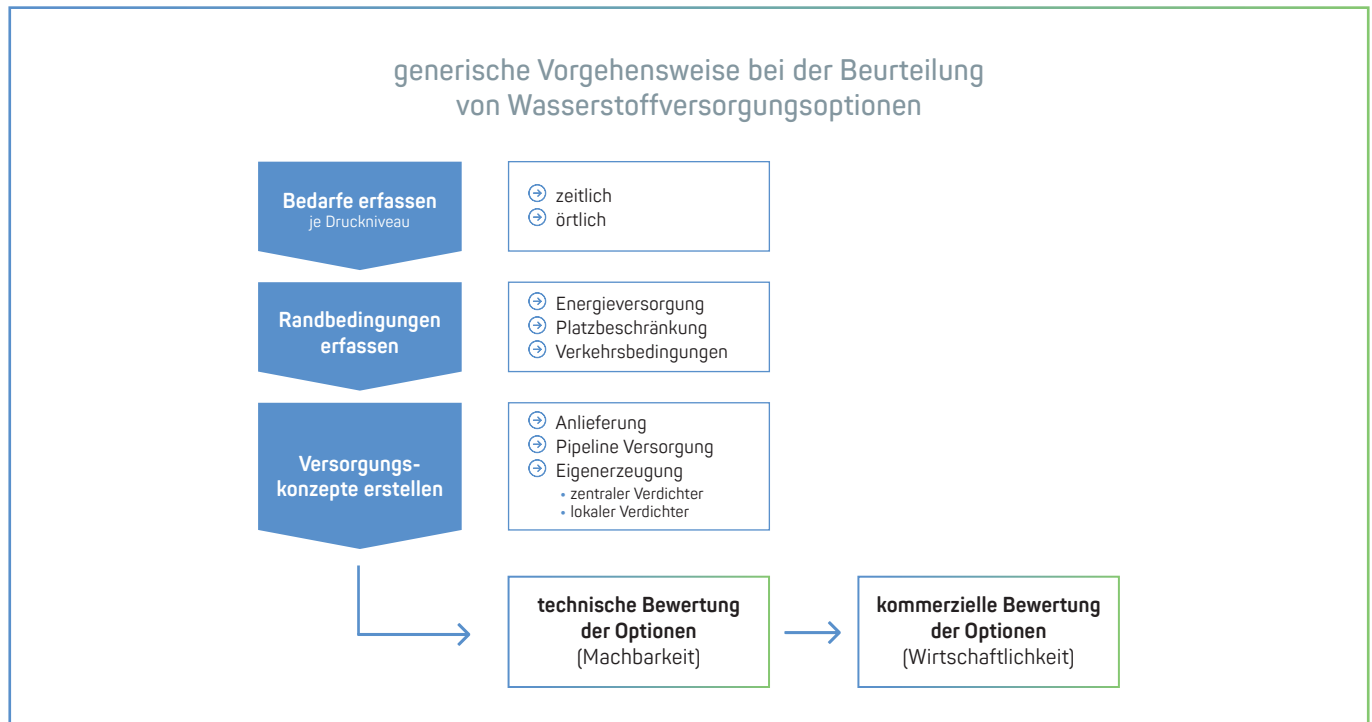 generische Vorgehensweise bei der Beurteilung
von Wasserstoffversorgungsoptionen
Bedarfe erfassen
je Druckniveau
zeitlich
örtlich
Randbedingungen
erfassen
Energieversorgung
Platzbeschränkung
Verkehrsbedingungen
Versorgungs-
konzepte erstellen
Anlieferung
Pipeline Versorgung
Eigenerzeugung
• zentraler Verdichter
• lokaler Verdichter
technische Bewertung
der Optionen
(Machbarkeit)
kommerzielle Bewertung
der Optionen
(Wirtschaftlichkeit)